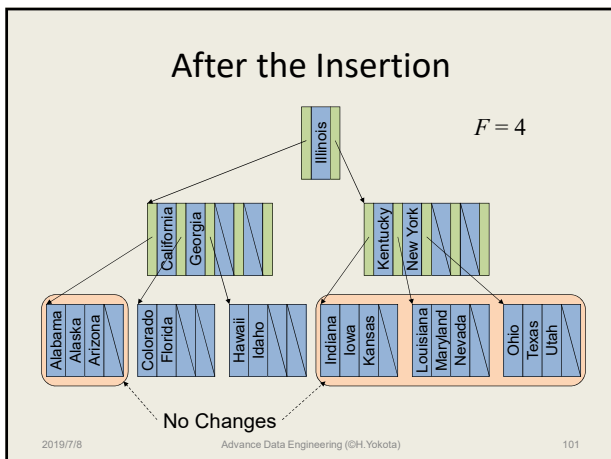 After the Insertion
F = 4
Illinois
California
Georgia
Kentucky
New York
Alabama
Alaska
Arizona
Colorado
Florida
Hawaii
Idaho
Indiana
Iowa
Kansas
Louisiana
Maryland
Nevada
Ohio
Texas
Utah
No Changes
2019/7/8
Advance Data Engineering (©H.Yokota)
101